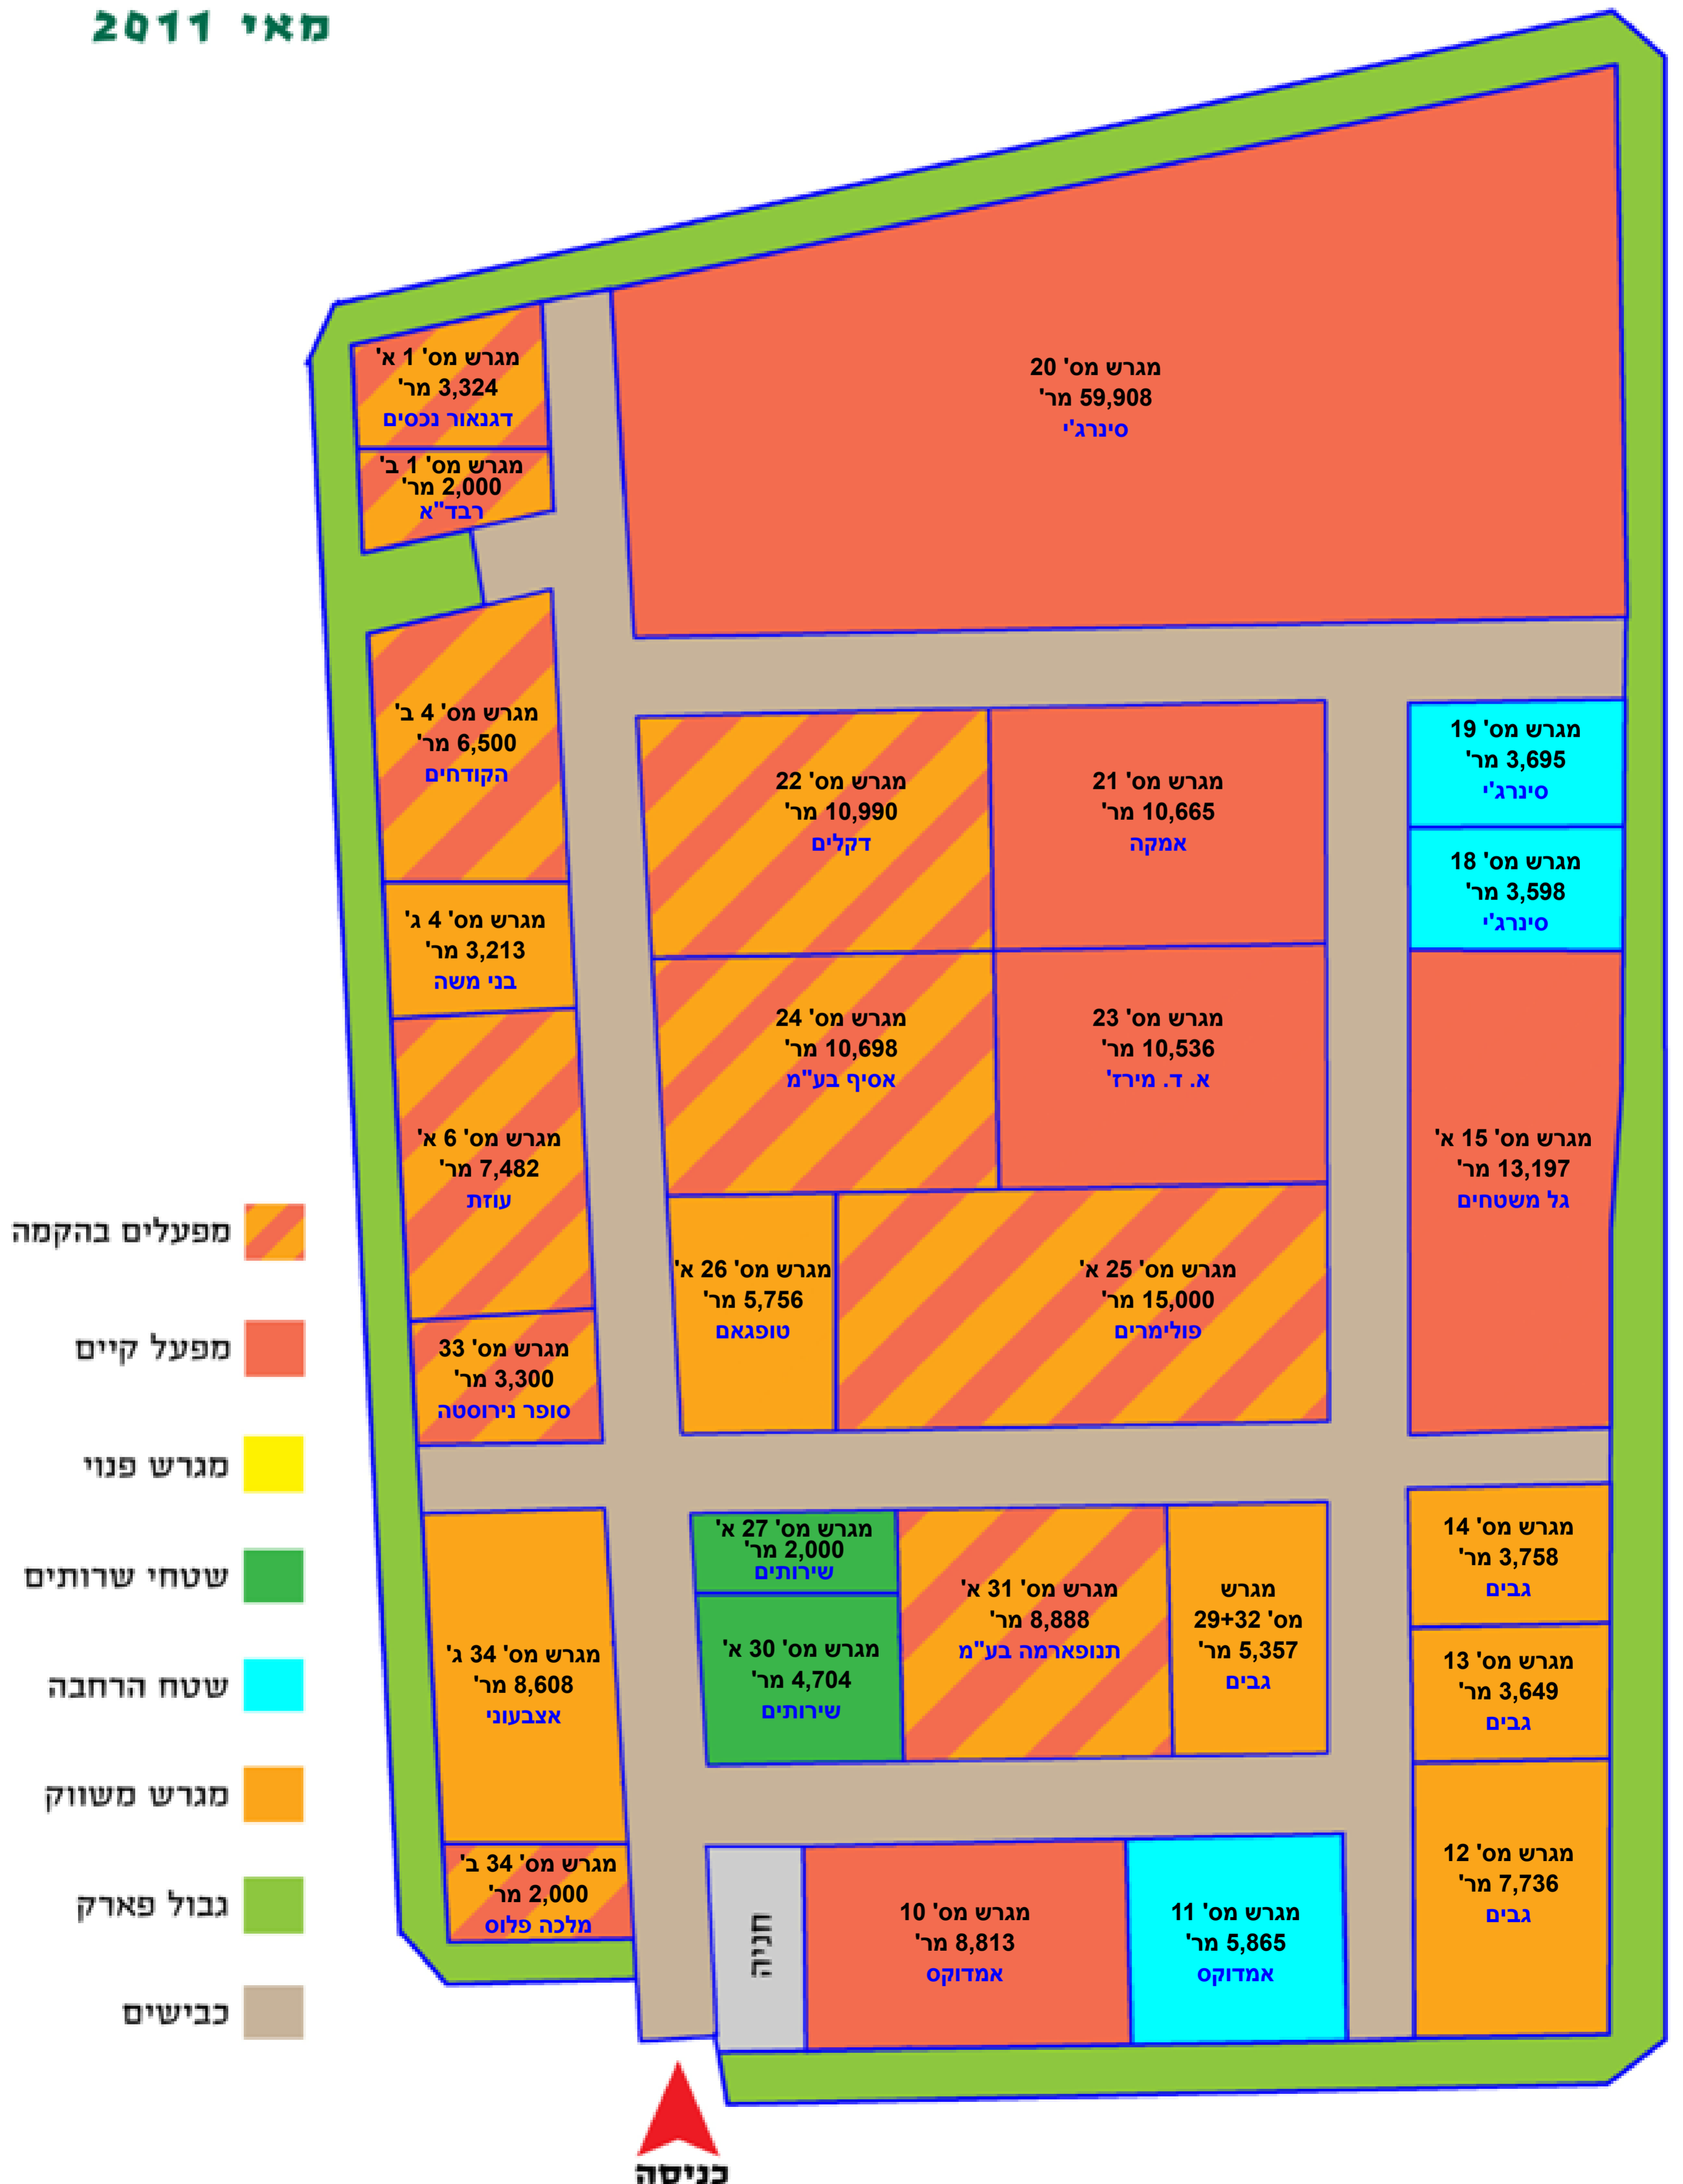 מאי 2011
מגרש מס' 1 א'
3,324 מר'
דגנאור נכסים
מגרש מס' 1 ב'
2,000 מר'
רבד"א
מגרש מס' 20
59,908 מר'
סינרג'י
מגרש מס' 4 ב'
6,500 מר'
הקודחים
מגרש מס' 22
10,990 מר'
דקלים
מגרש מס' 21
10,665 מר'
אמקה
מגרש מס' 19
3,695 מר'
סינרג'י
מגרש מס' 18
3,598 מר'
סינרג'י
מגרש מס' 4 ג'
3,213 מר'
בני משה
מגרש מס' 24
10,698 מר'
אסיף בע"מ
מגרש מס' 23
10,536 מר'
א. ד. מירז'
מגרש מס' 15 א'
13,197 מר'
גל משטחים
מגרש מס' 6 א'
7,482 מר'
עוזת
מגרש מס' 26 א'
5,756 מר'
טופגאם
מגרש מס' 25 א'
15,000 מר'
פולימרים
מגרש מס' 33
3,300 מר'
סופר נירוסטה
מגרש מס' 27 א'
2,000 מר'
שירותים
מגרש מס' 30 א'
4,704 מר'
שירותים
מגרש מס' 31 א'
8,888 מר'
תנופארמה בע"מ
מגרש
מס' 29+32
5,357 מר'
גבים
מגרש מס' 14
3,758 מר'
גבים
מגרש מס' 13
3,649 מר'
גבים
מגרש מס' 12
7,736 מר'
גבים
מגרש מס' 34 ג'
8,608 מר'
אצבעוני
מגרש מס' 34 ב'
2,000 מר'
מלכה פלוס
חניה
מגרש מס' 10
8,813 מר'
אמדוקס
מגרש מס' 11
5,865 מר'
אמדוקס
מפעלים בהקמה
מפעל קיים
מגרש פנוי
שטחי שרותים
שטח הרחבה
מגרש משווק
גבול פארק
כבישים
כניסה